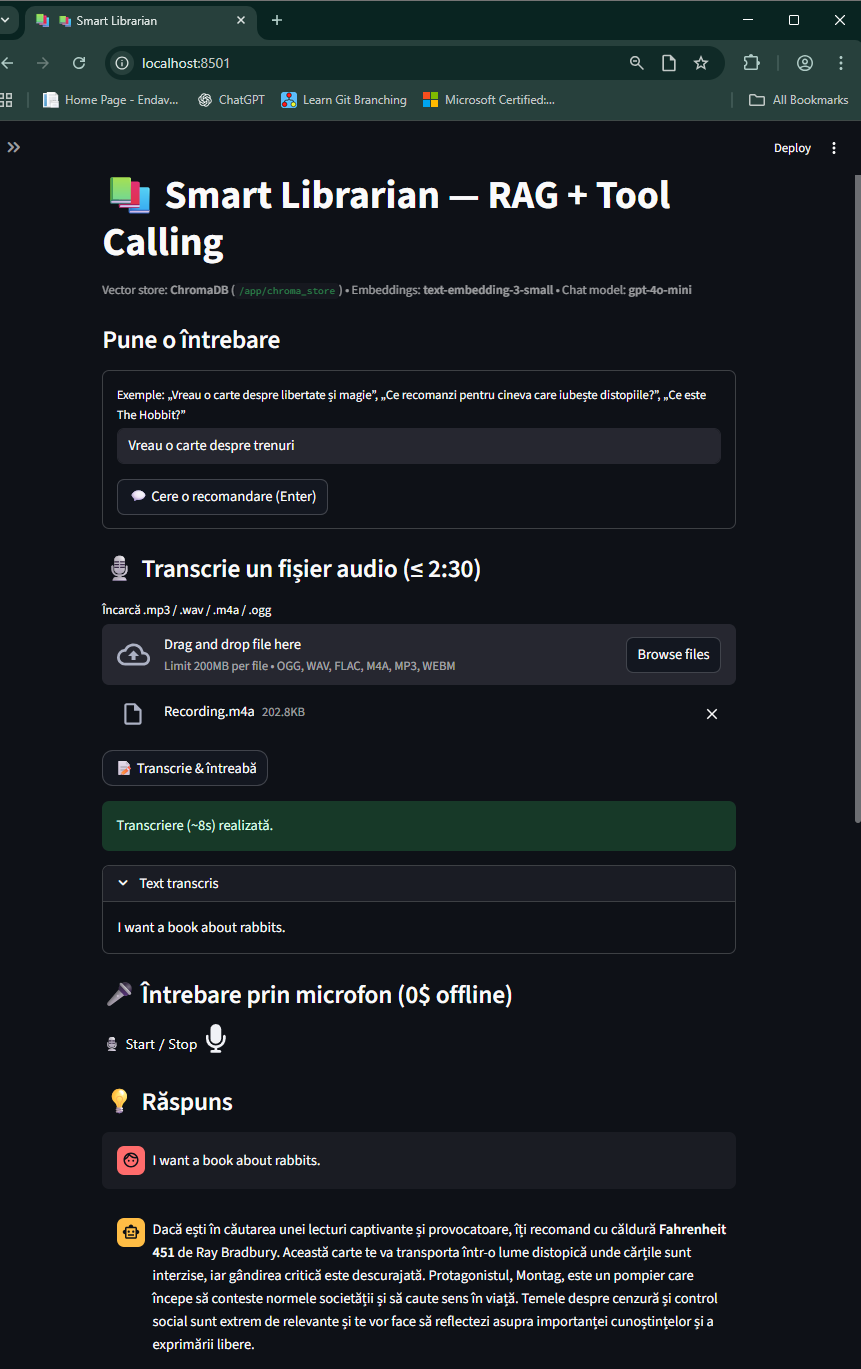 Smart Librarian
localhost:8501
Home Page - Endav...
ChatGPT
Learn Git Branching
Microsoft Certified:...
All Bookmarks
Deploy
Smart Librarian — RAG + Tool
Calling
Vector store: ChromaDB ( /app/chroma_store ) • Embeddings: text-embedding-3-small • Chat model: gpt-4o-mini
Pune o întrebare
Exemple: „Vreau o carte despre libertate și magie”, „Ce recomanzi pentru cineva care iubește distopiile?”, „Ce este
The Hobbit?”
Vreau o carte despre trenuri
Cere o recomandare (Enter)
Transcrie un fișier audio (≤ 2:30)
Încarcă .mp3 / .wav / .m4a / .ogg
Drag and drop file here
Limit 200MB per file • OGG, WAV, FLAC, M4A, MP3, WEBM
Browse files
Recording.m4a 202.8KB
Transcrie & întreabă
Transcriere (~8s) realizată.
Text transcris
I want a book about rabbits.
Întrebare prin microfon (0$ offline)
Start / Stop
Răspuns
I want a book about rabbits.
Dacă ești în căutarea unei lecturi captivante și provocatoare, îți recomand cu căldură Fahrenheit
451 de Ray Bradbury. Această carte te va transporta într-o lume distopică unde cărțile sunt
interzise, iar gândirea critică este descurajată. Protagonistul, Montag, este un pompier care
începe să conteste normele societății și să caute sens în viață. Temele despre cenzură și control
social sunt extrem de relevante și te vor face să reflectezi asupra importanței cunoștințelor și a
exprimării libere.